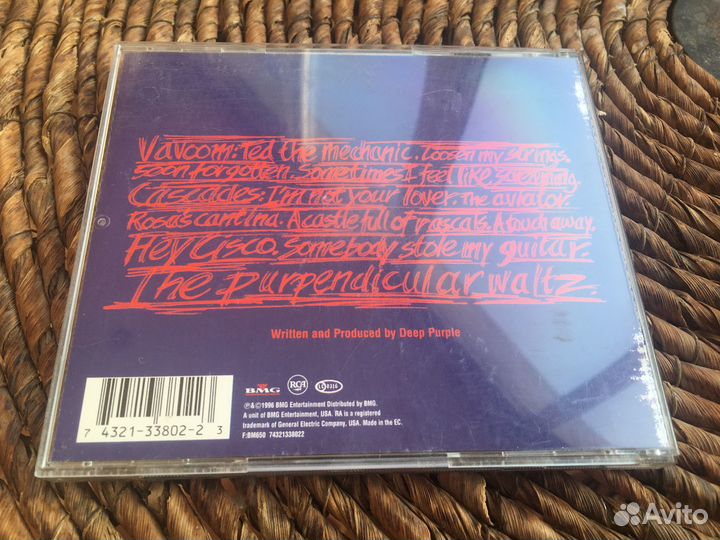 Vavoom: Ted the mechanic. Loosen my strings.
Soon forgotten. Sometimes I feel like screaming.
Cascades: I'm not your lover. The aviator.
Rosa's cantina. A castle full of rascals. A touch away.
Hey Cisco. Somebody stole my guitar.
The purpendicular waltz.
Written and Produced by Deep Purple
BMG
RCA
℗&©1996 BMG Entertainment Distributed by BMG.
A unit of BMG Entertainment, USA. RA is a registered
trademark of General Electric Company, USA. Made in the EC.
F:BM650 74321338022
7 4321-33802-2 3
Avito